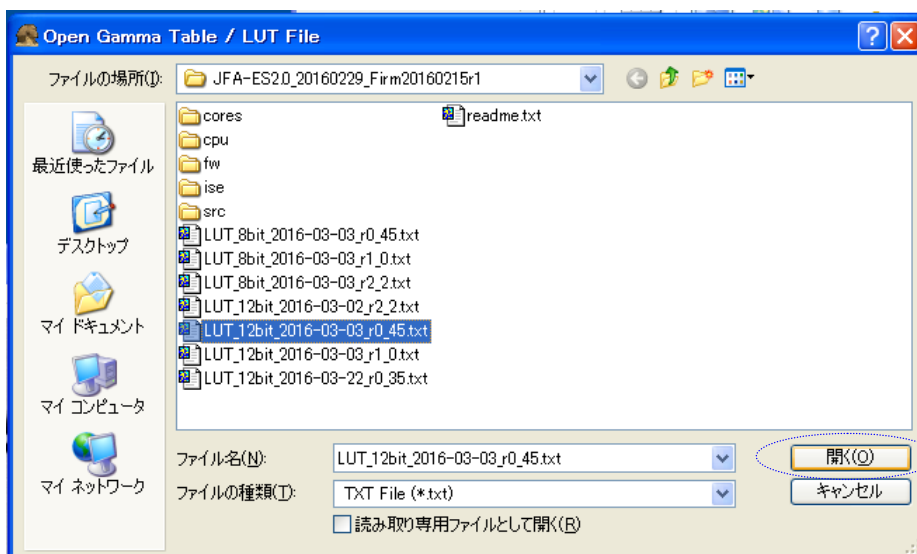 Open Gamma Table / LUT File
ファイルの場所(I):
JFA-ES2.0_20160229_Firm20160215r1
最近使ったファイル
デスクトップ
マイ ドキュメント
マイ コンピュータ
マイ ネットワーク
cores
cpu
fw
ise
src
LUT_8bit_2016-03-03_r0_45.txt
LUT_8bit_2016-03-03_r1_0.txt
LUT_8bit_2016-03-03_r2_2.txt
LUT_12bit_2016-03-02_r2_2.txt
LUT_12bit_2016-03-03_r0_45.txt
LUT_12bit_2016-03-03_r1_0.txt
LUT_12bit_2016-03-22_r0_35.txt
readme.txt
ファイル名(N):
LUT_12bit_2016-03-03_r0_45.txt
開く(O)
ファイルの種類(T):
TXT File (*.txt)
キャンセル
読み取り専用ファイルとして開く(R)